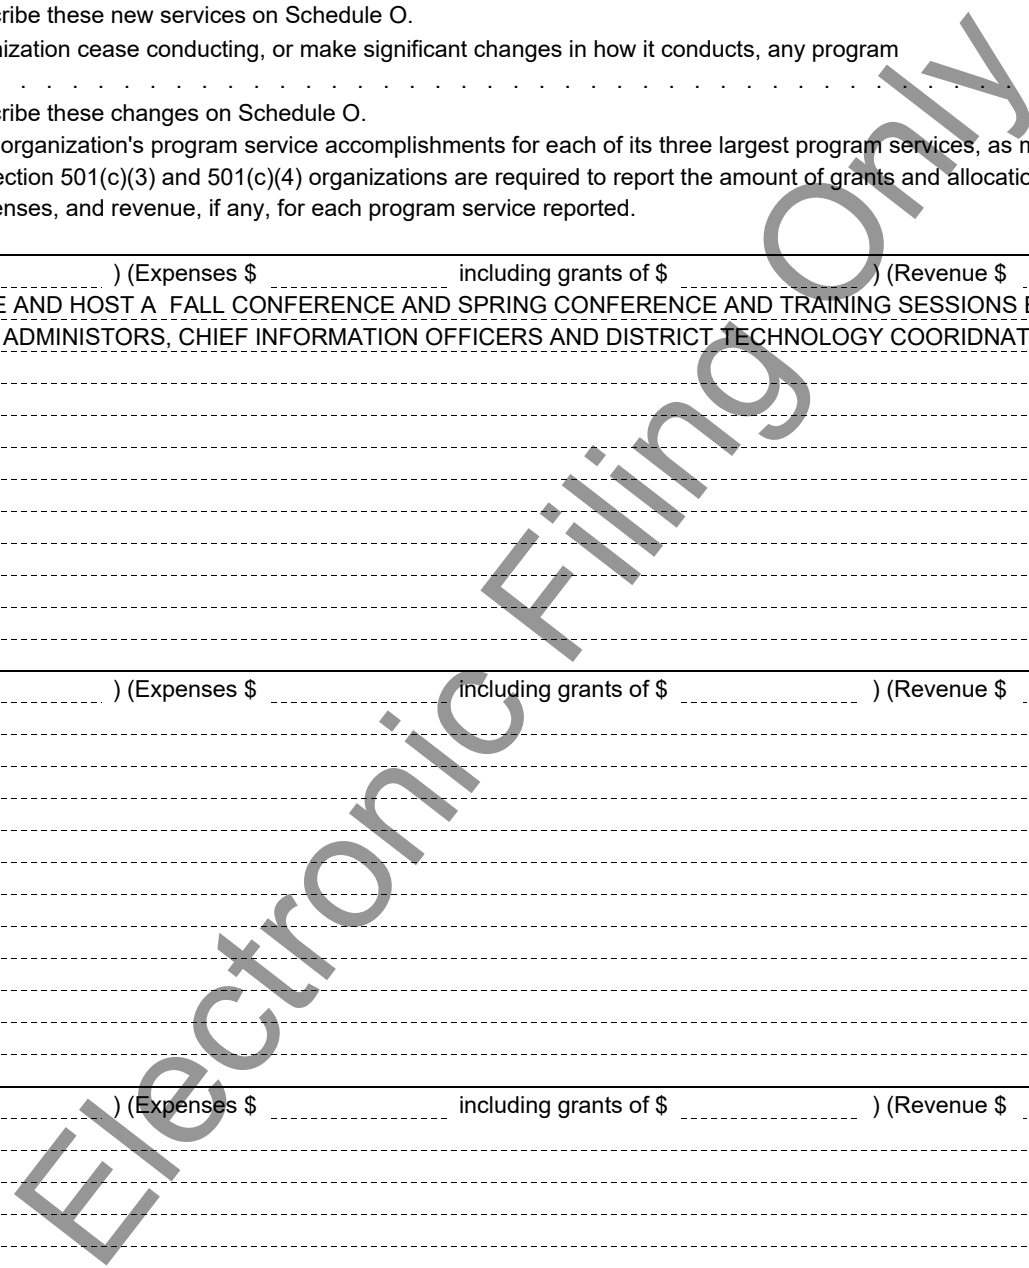 cribe these new services on Schedule O.
nization cease conducting, or make significant changes in how it conducts, any program
. . . . . . . . . . . . . . . . . . . . . . . . . . . . . . . . . . . . . . .
cribe these changes on Schedule O.
organization's program service accomplishments for each of its three largest program services, as m
ection 501(c)(3) and 501(c)(4) organizations are required to report the amount of grants and allocatio
enses, and revenue, if any, for each program service reported.
) (Expenses $ including grants of $ ) (Revenue $
E AND HOST A FALL CONFERENCE AND SPRING CONFERENCE AND TRAINING SESSIONS
ADMINISTORS, CHIEF INFORMATION OFFICERS AND DISTRICT TECHNOLOGY COORIDNAT
) (Expenses $ including grants of $ ) (Revenue $
) (Expenses $ including grants of $ ) (Revenue $
Electronic Filing Only